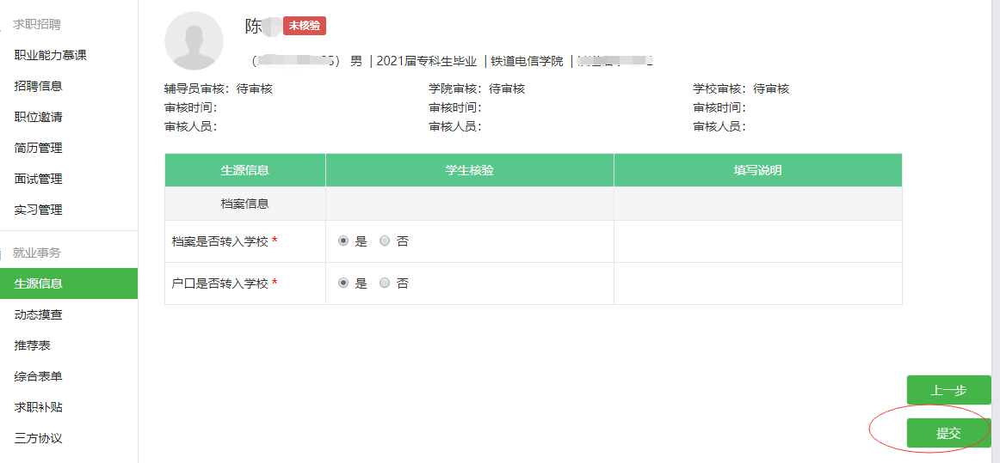 求职招聘
职业能力慕课
招聘信息
职位邀请
简历管理
面试管理
实习管理
就业事务
生源信息
动态摸查
推荐表
综合表单
求职补贴
三方协议
陈 未核验
（ 5） 男 | 2021届专科生毕业 | 铁道电信学院 |
辅导员审核：待审核 学院审核：待审核 学校审核：待审核
审核时间： 审核时间： 审核时间：
审核人员： 审核人员： 审核人员：
生源信息 学生核验 填写说明
档案信息
档案是否转入学校 * 是 否
户口是否转入学校 * 是 否
上一步
提交